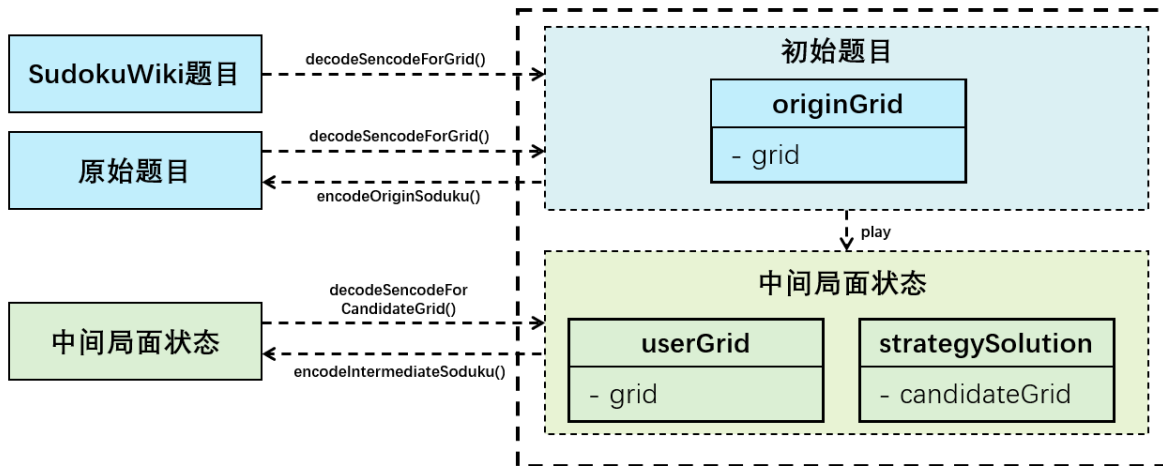 SudokuWiki题目
decodeSencodeForGrid()
原始题目
decodeSencodeForGrid()
encodeOriginSoduku()
初始题目
originGrid
- grid
play
中间局面状态
decodeSencodeFor
CandidateGrid()
encodeIntermediateSoduku()
中间局面状态
userGrid
- grid
strategySolution
- candidateGrid